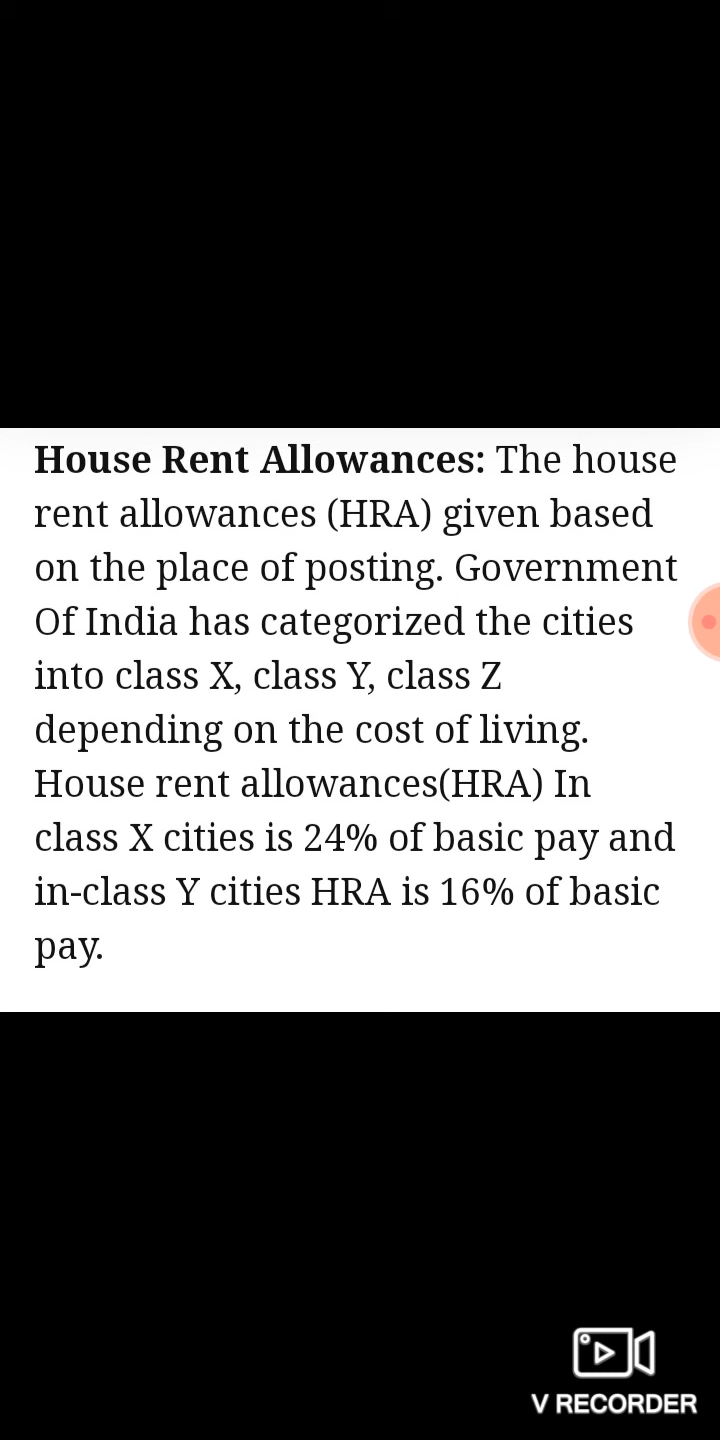 House Rent Allowances: The house
rent allowances (HRA) given based
on the place of posting. Government
Of India has categorized the cities
into class X, class Y, class Z
depending on the cost of living.
House rent allowances(HRA) In
class X cities is 24% of basic pay and
in-class Y cities HRA is 16% of basic
pay.
V RECORDER